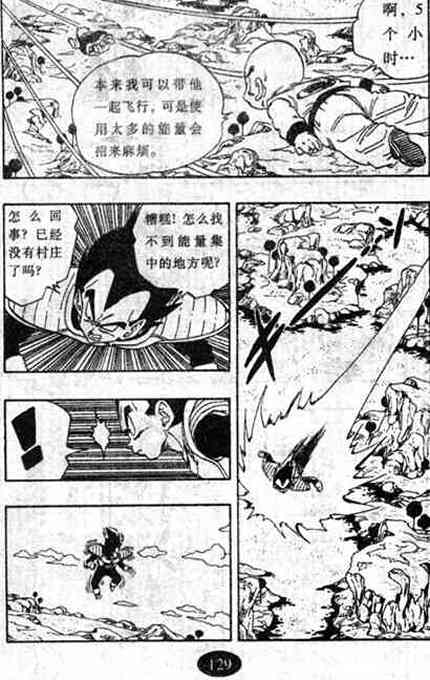 啊，5
个小
时…
本来我可以带他
一起飞行，可是使
用太多的能量会
招来麻烦。
糟糕！怎么找
不到能量集
中的地方呢？
怎么回
事？已经
没有村庄
了吗？
！
129